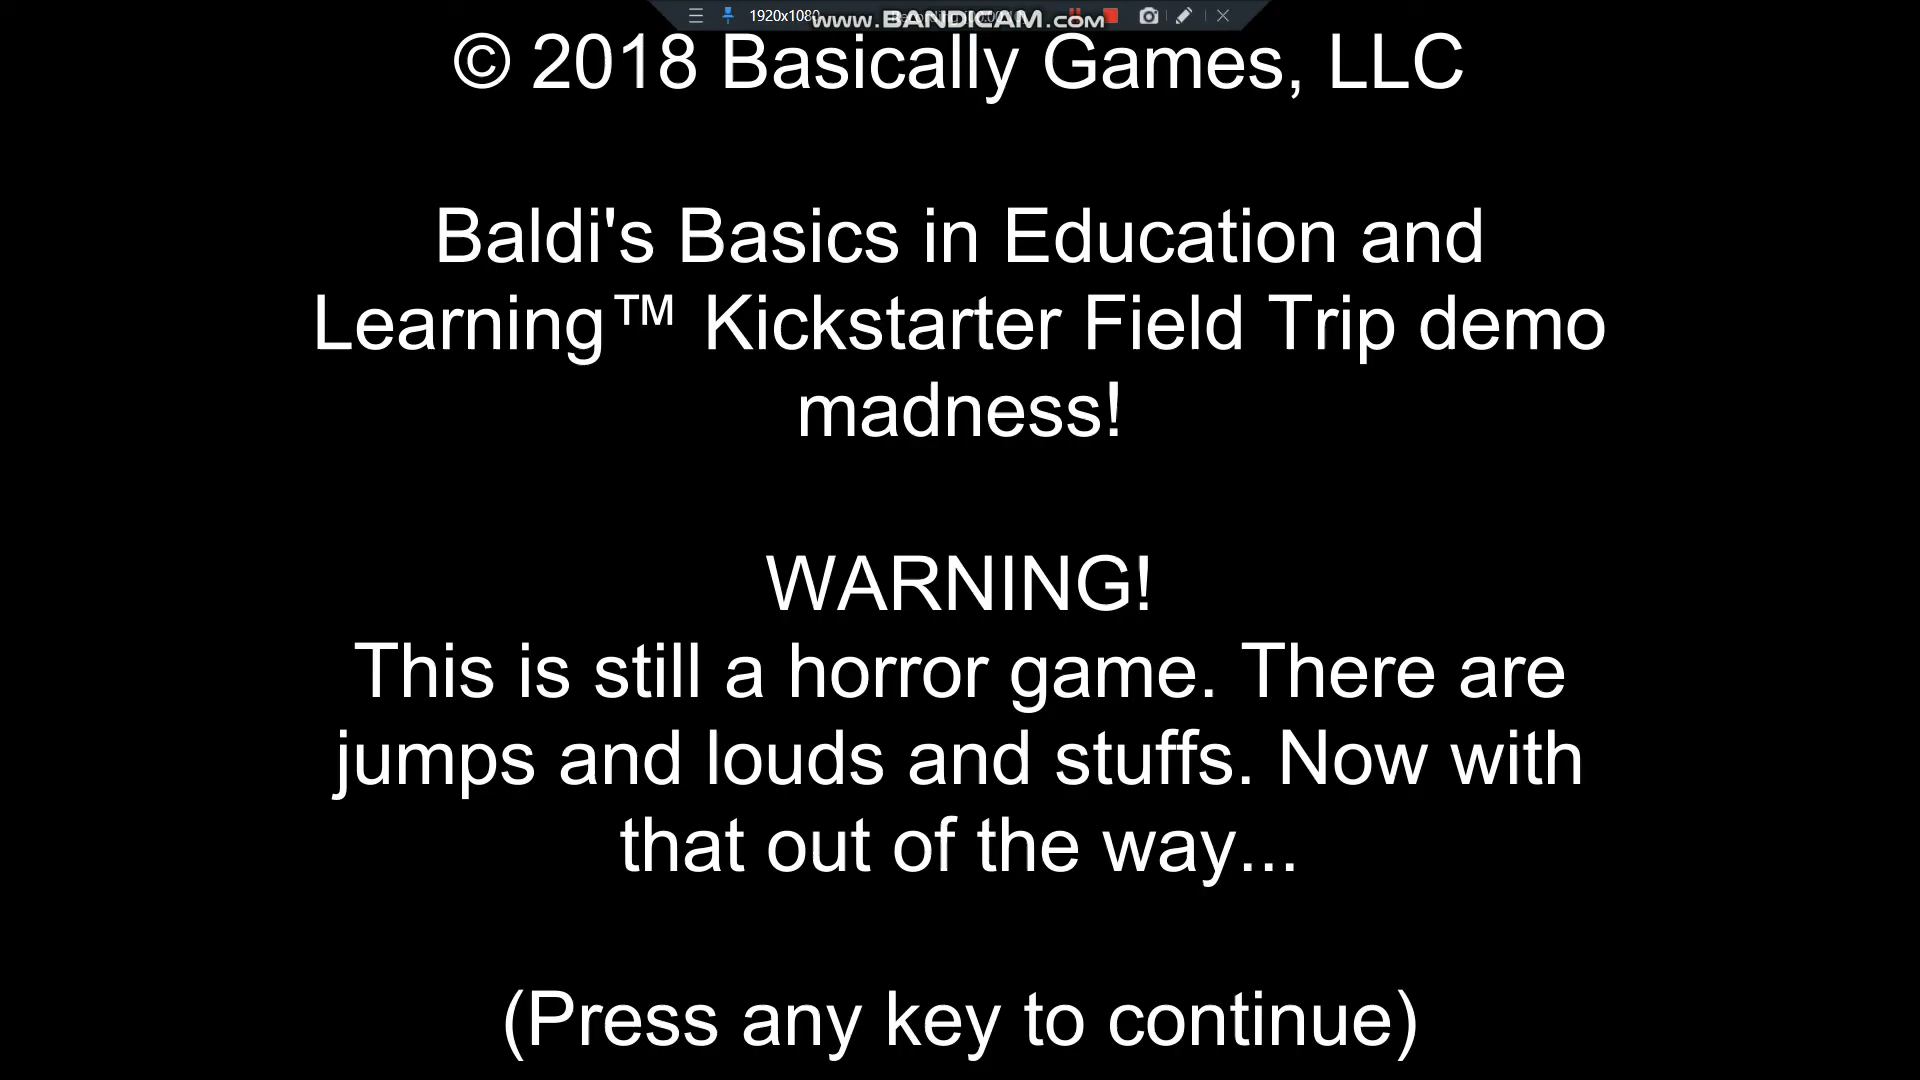 1920x1080
www.BANDICAM.com
© 2018 Basically Games, LLC
Baldi's Basics in Education and
Learning™ Kickstarter Field Trip demo
madness!
WARNING!
This is still a horror game. There are
jumps and louds and stuffs. Now with
that out of the way...
(Press any key to continue)